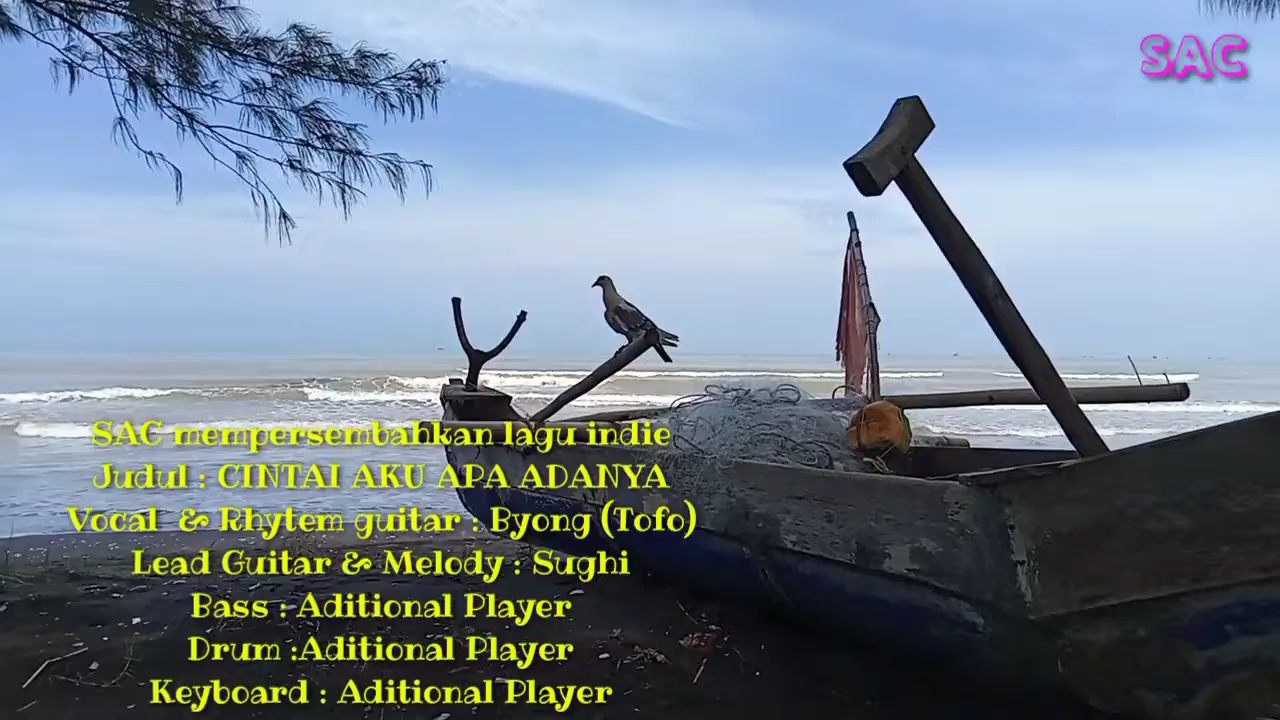 SAC
SAC mempersembahkan lagu indie
Judul : CINTAI AKU APA ADANYA
Vocal & Rhytem guitar : Byong (Tofo)
Lead Guitar & Melody : Sughi
Bass : Aditional Player
Drum :Aditional Player
Keyboard : Aditional Player